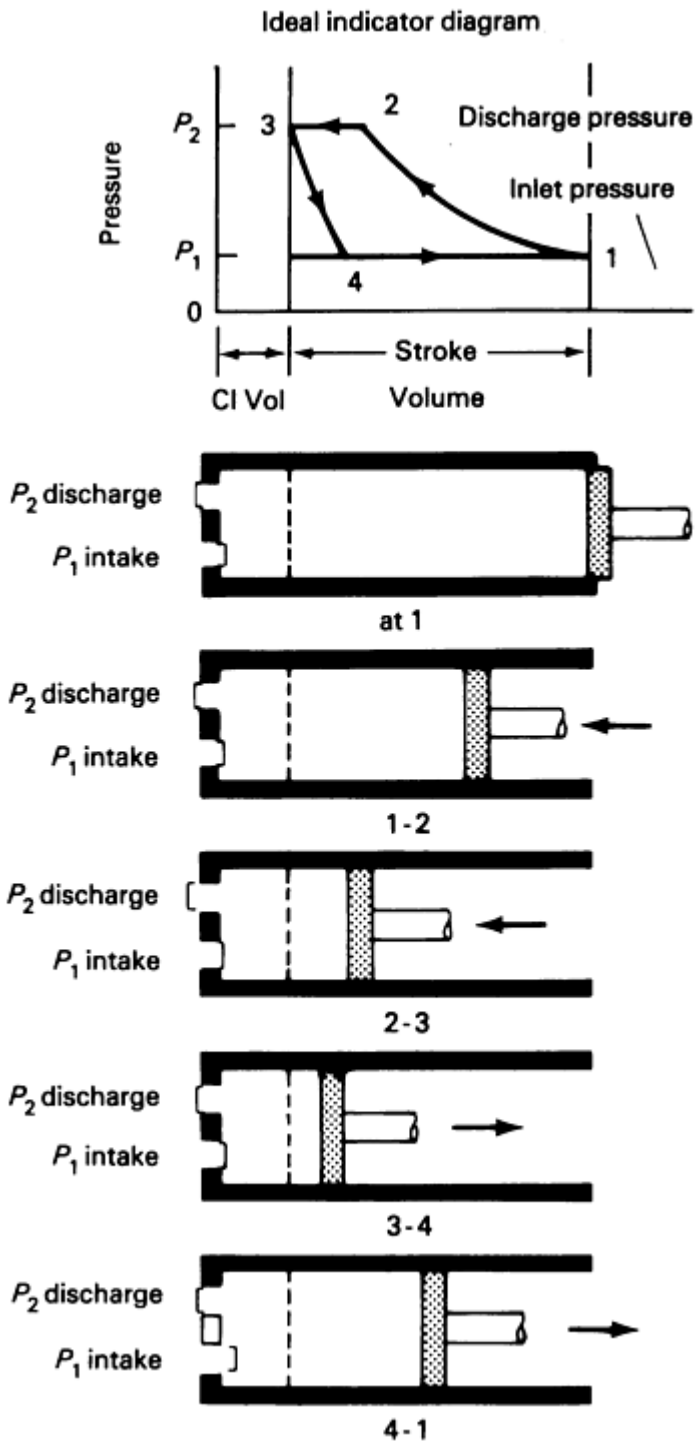 Ideal indicator diagram
Pressure
P2
3
2
Discharge pressure
Inlet pressure
P1
4
1
0
Stroke
Cl Vol
Volume
P2 discharge
P1 intake
at 1
P2 discharge
P1 intake
1-2
P2 discharge
P1 intake
2-3
P2 discharge
P1 intake
3-4
P2 discharge
P1 intake
4-1